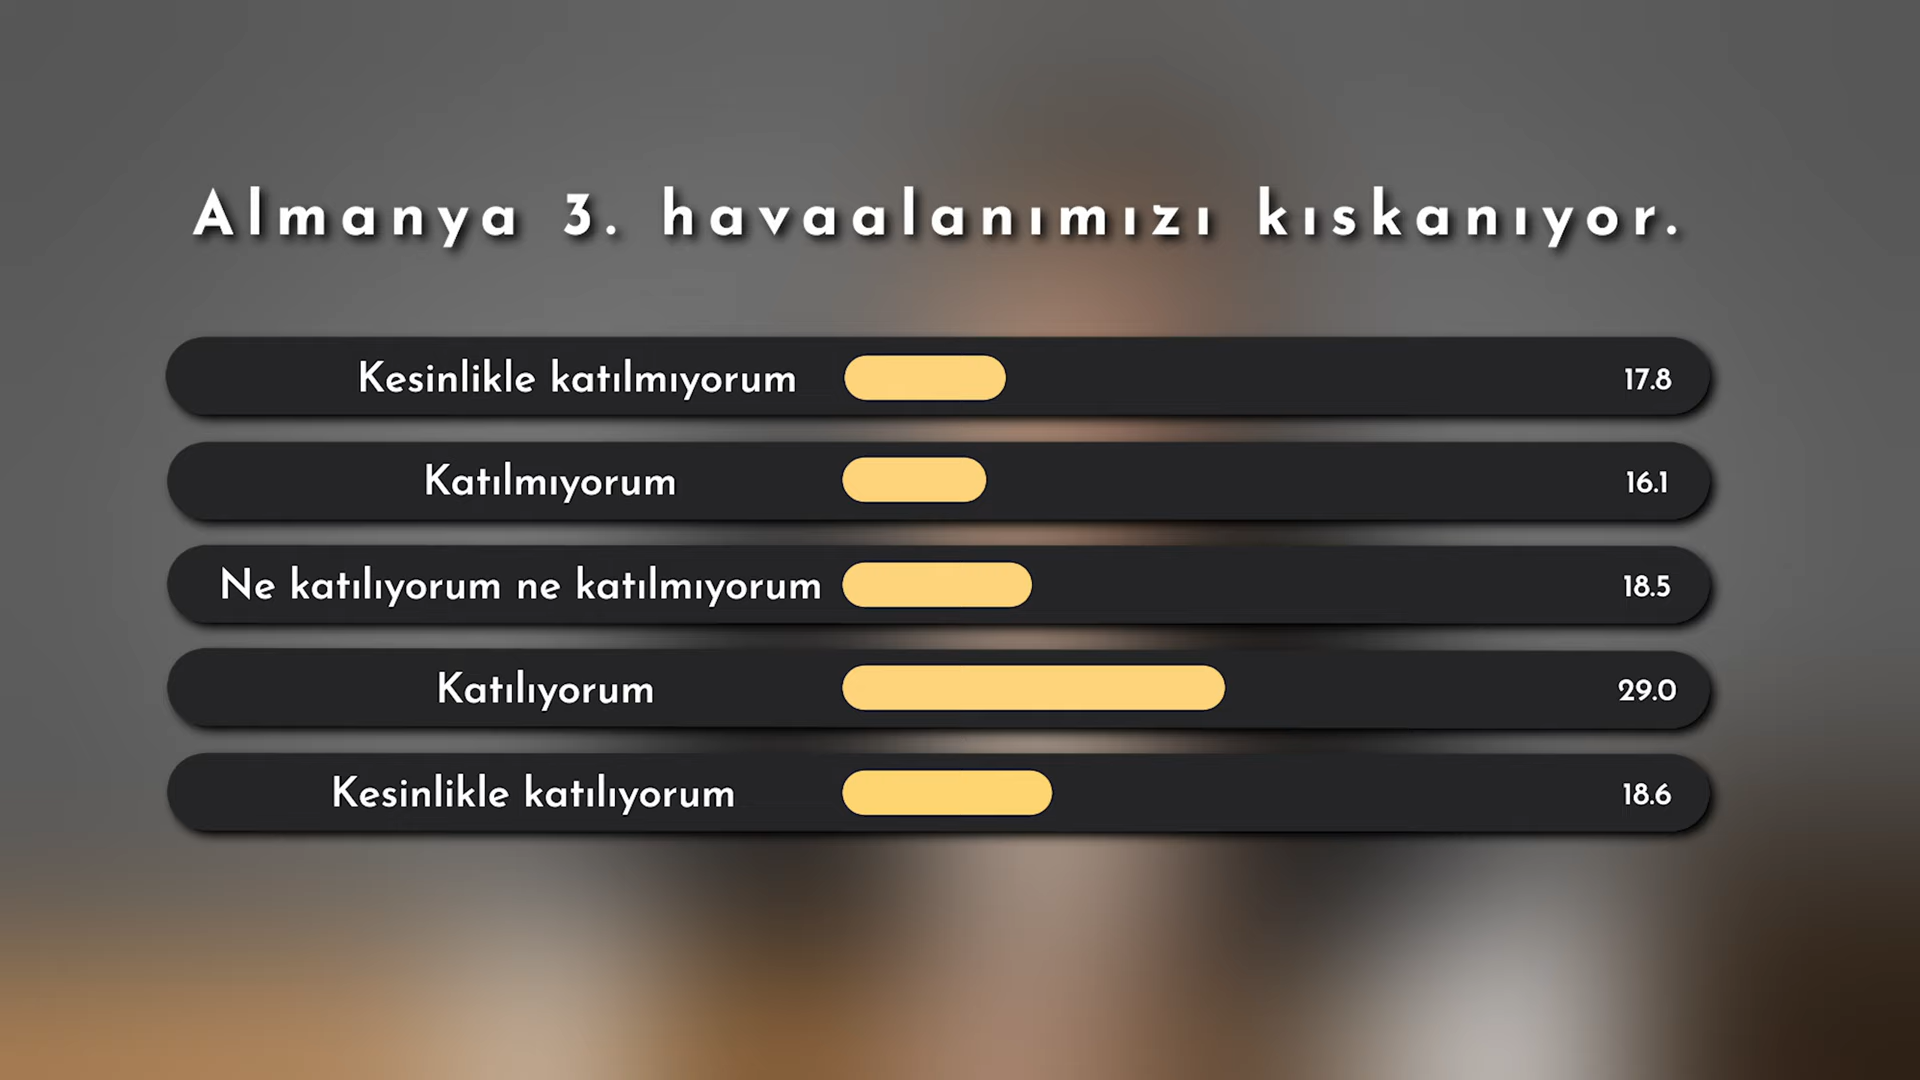 Almanya 3. havaalanımızı kıskanıyor.
Kesinlikle katılmıyorum 17.8
Katılmıyorum 16.1
Ne katılıyorum ne katılmıyorum 18.5
Katılıyorum 29.0
Kesinlikle katılıyorum 18.6